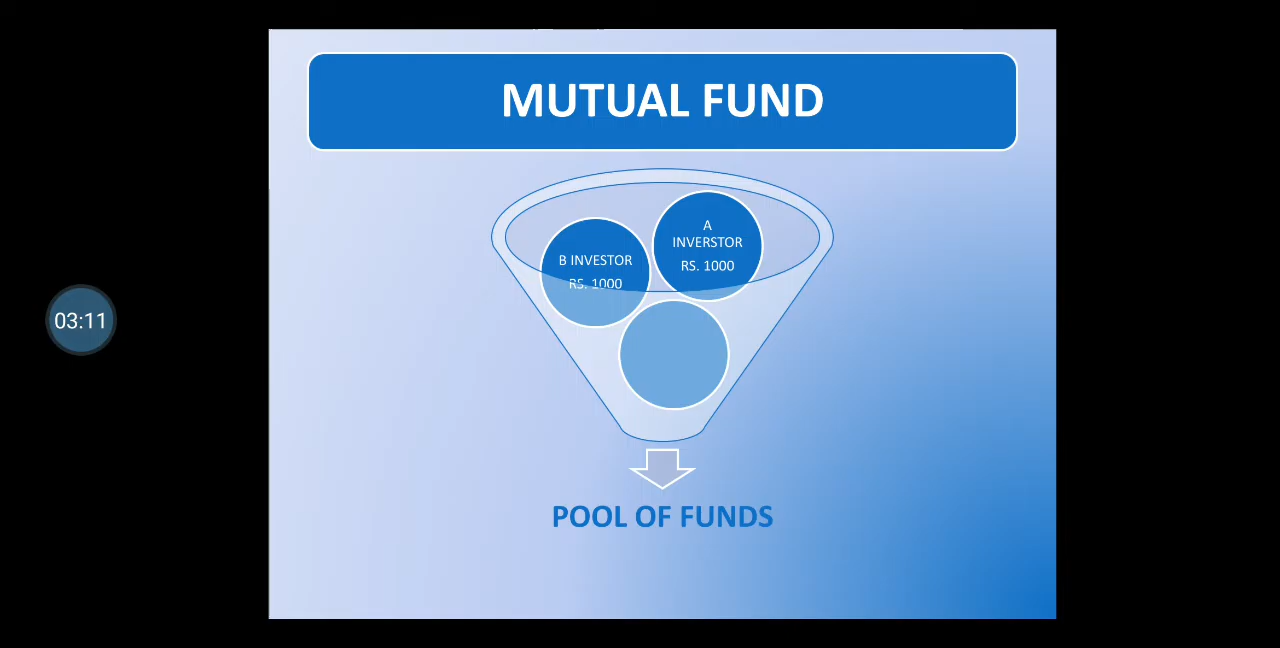 MUTUAL FUND
A
INVERSTOR
RS. 1000
B INVESTOR
RS. 1000
03:11
POOL OF FUNDS